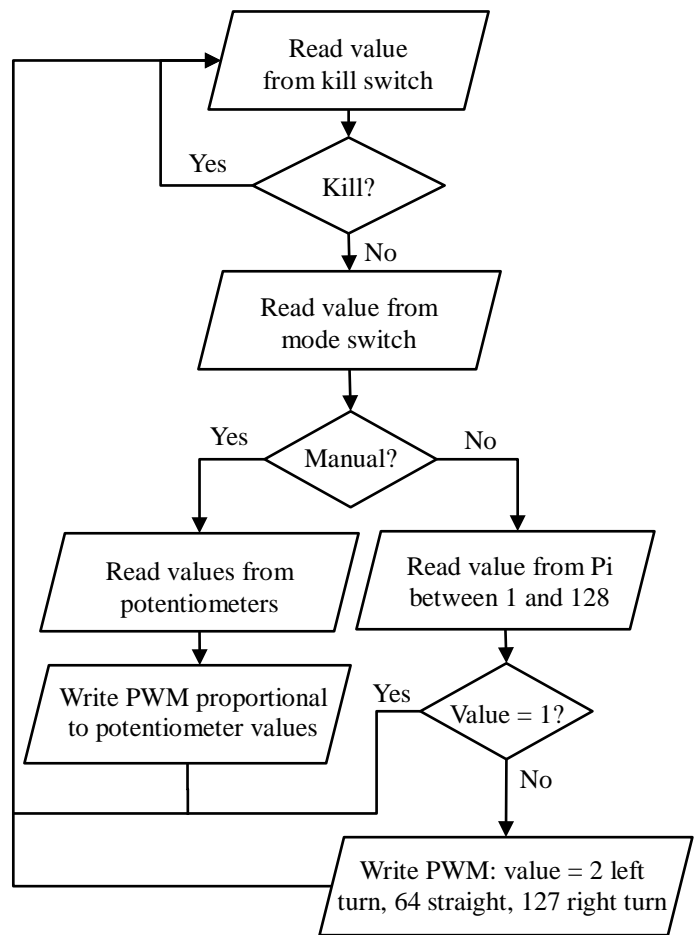 Read value
from kill switch
Yes
Kill?
No
Read value from
mode switch
Yes
No
Manual?
Read values from
potentiometers
Read value from Pi
between 1 and 128
Write PWM proportional
to potentiometer values
Yes
Value = 1?
No
Write PWM: value = 2 left
turn, 64 straight, 127 right turn